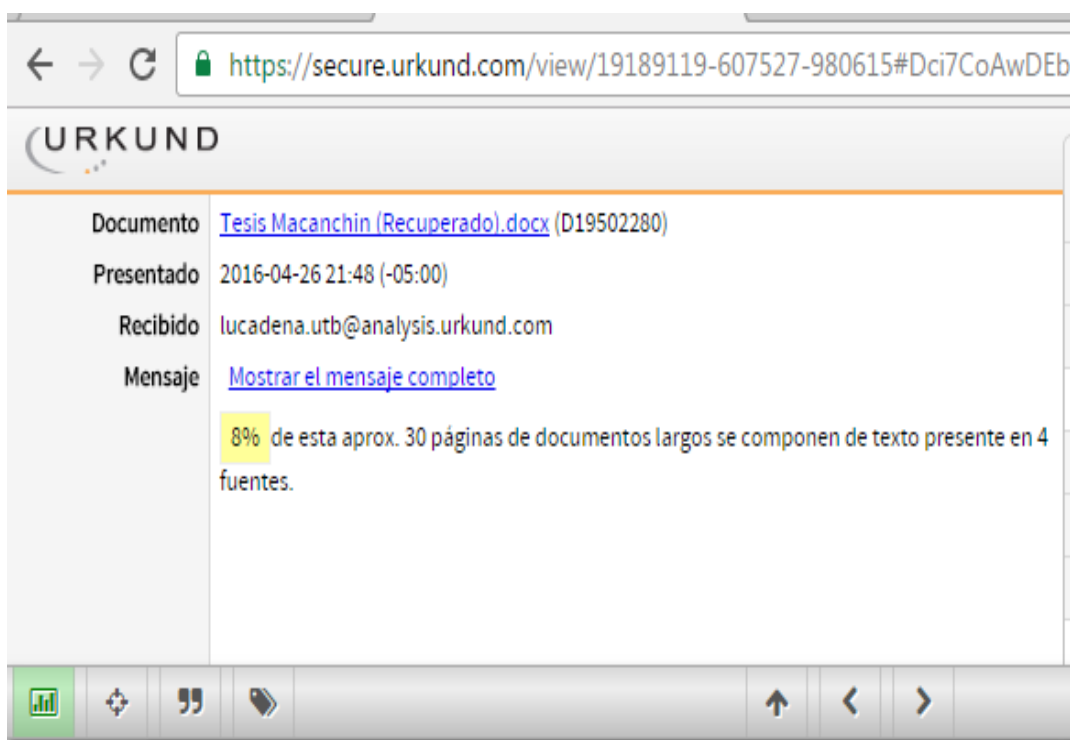 https://secure.urkund.com/view/19189119-607527-980615#Dci7CoAwDEb
URKUND
Documento Tesis Macanchin (Recuperado).docx (D19502280)
Presentado 2016-04-26 21:48 (-05:00)
Recibido lucadena.utb@analysis.urkund.com
Mensaje Mostrar el mensaje completo
8% de esta aprox. 30 páginas de documentos largos se componen de texto presente en 4
fuentes.